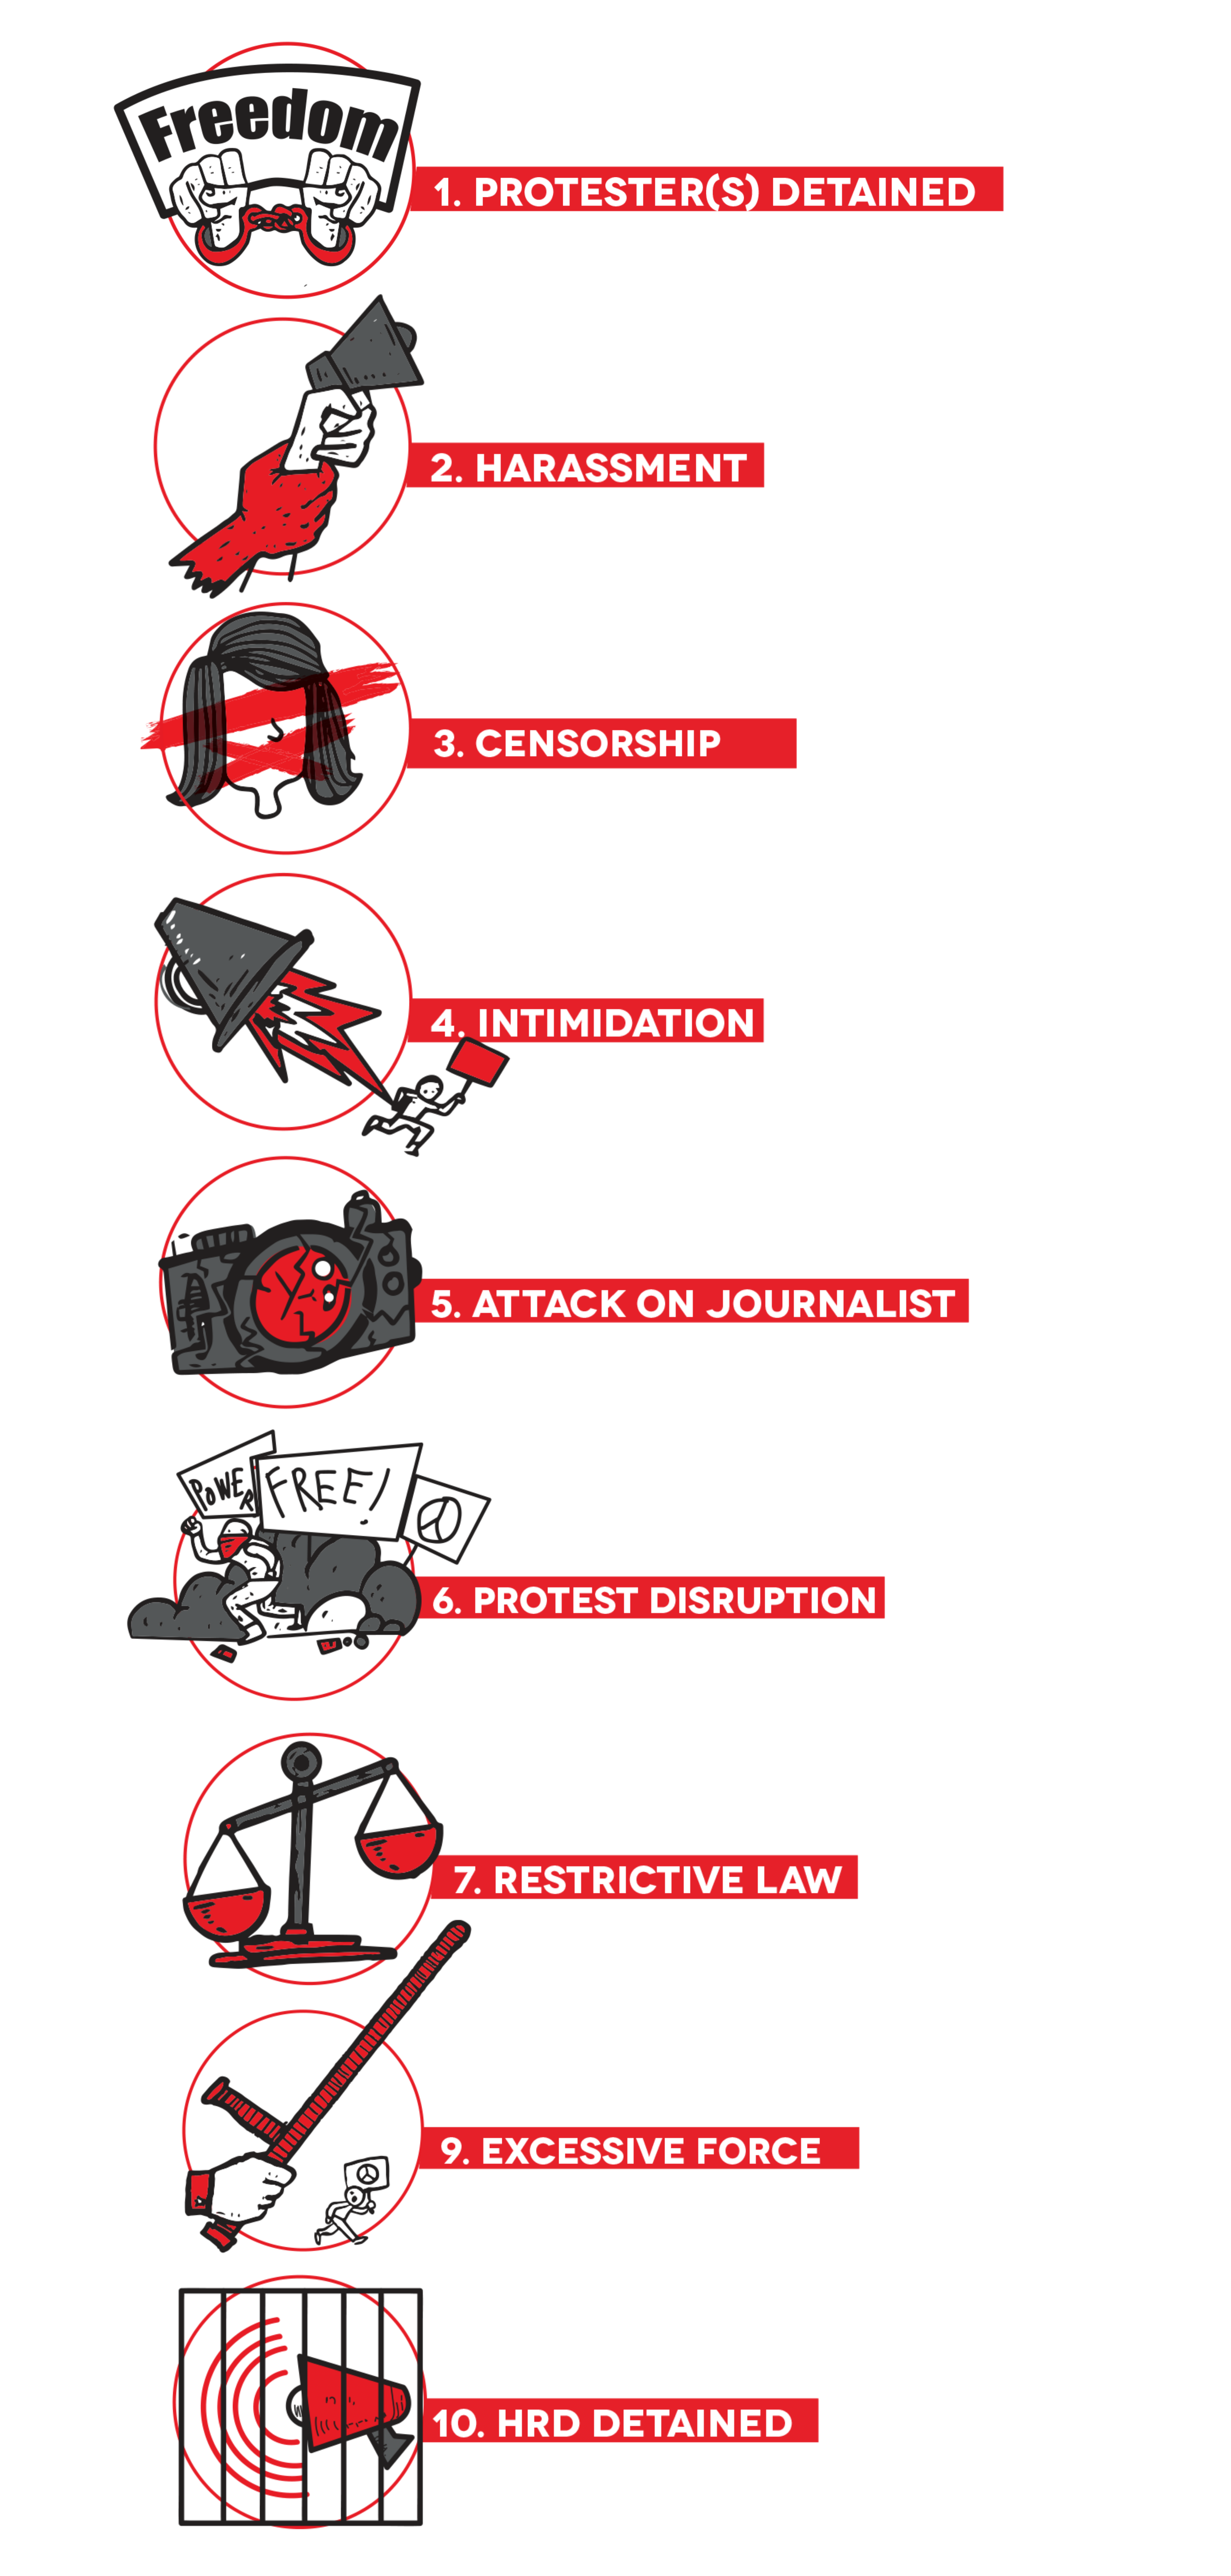 Freedom
1. PROTESTER(S) DETAINED
2. HARASSMENT
3. CENSORSHIP
4. INTIMIDATION
5. ATTACK ON JOURNALIST
POWER
FREE!
6. PROTEST DISRUPTION
7. RESTRICTIVE LAW
9. EXCESSIVE FORCE
10. HRD DETAINED